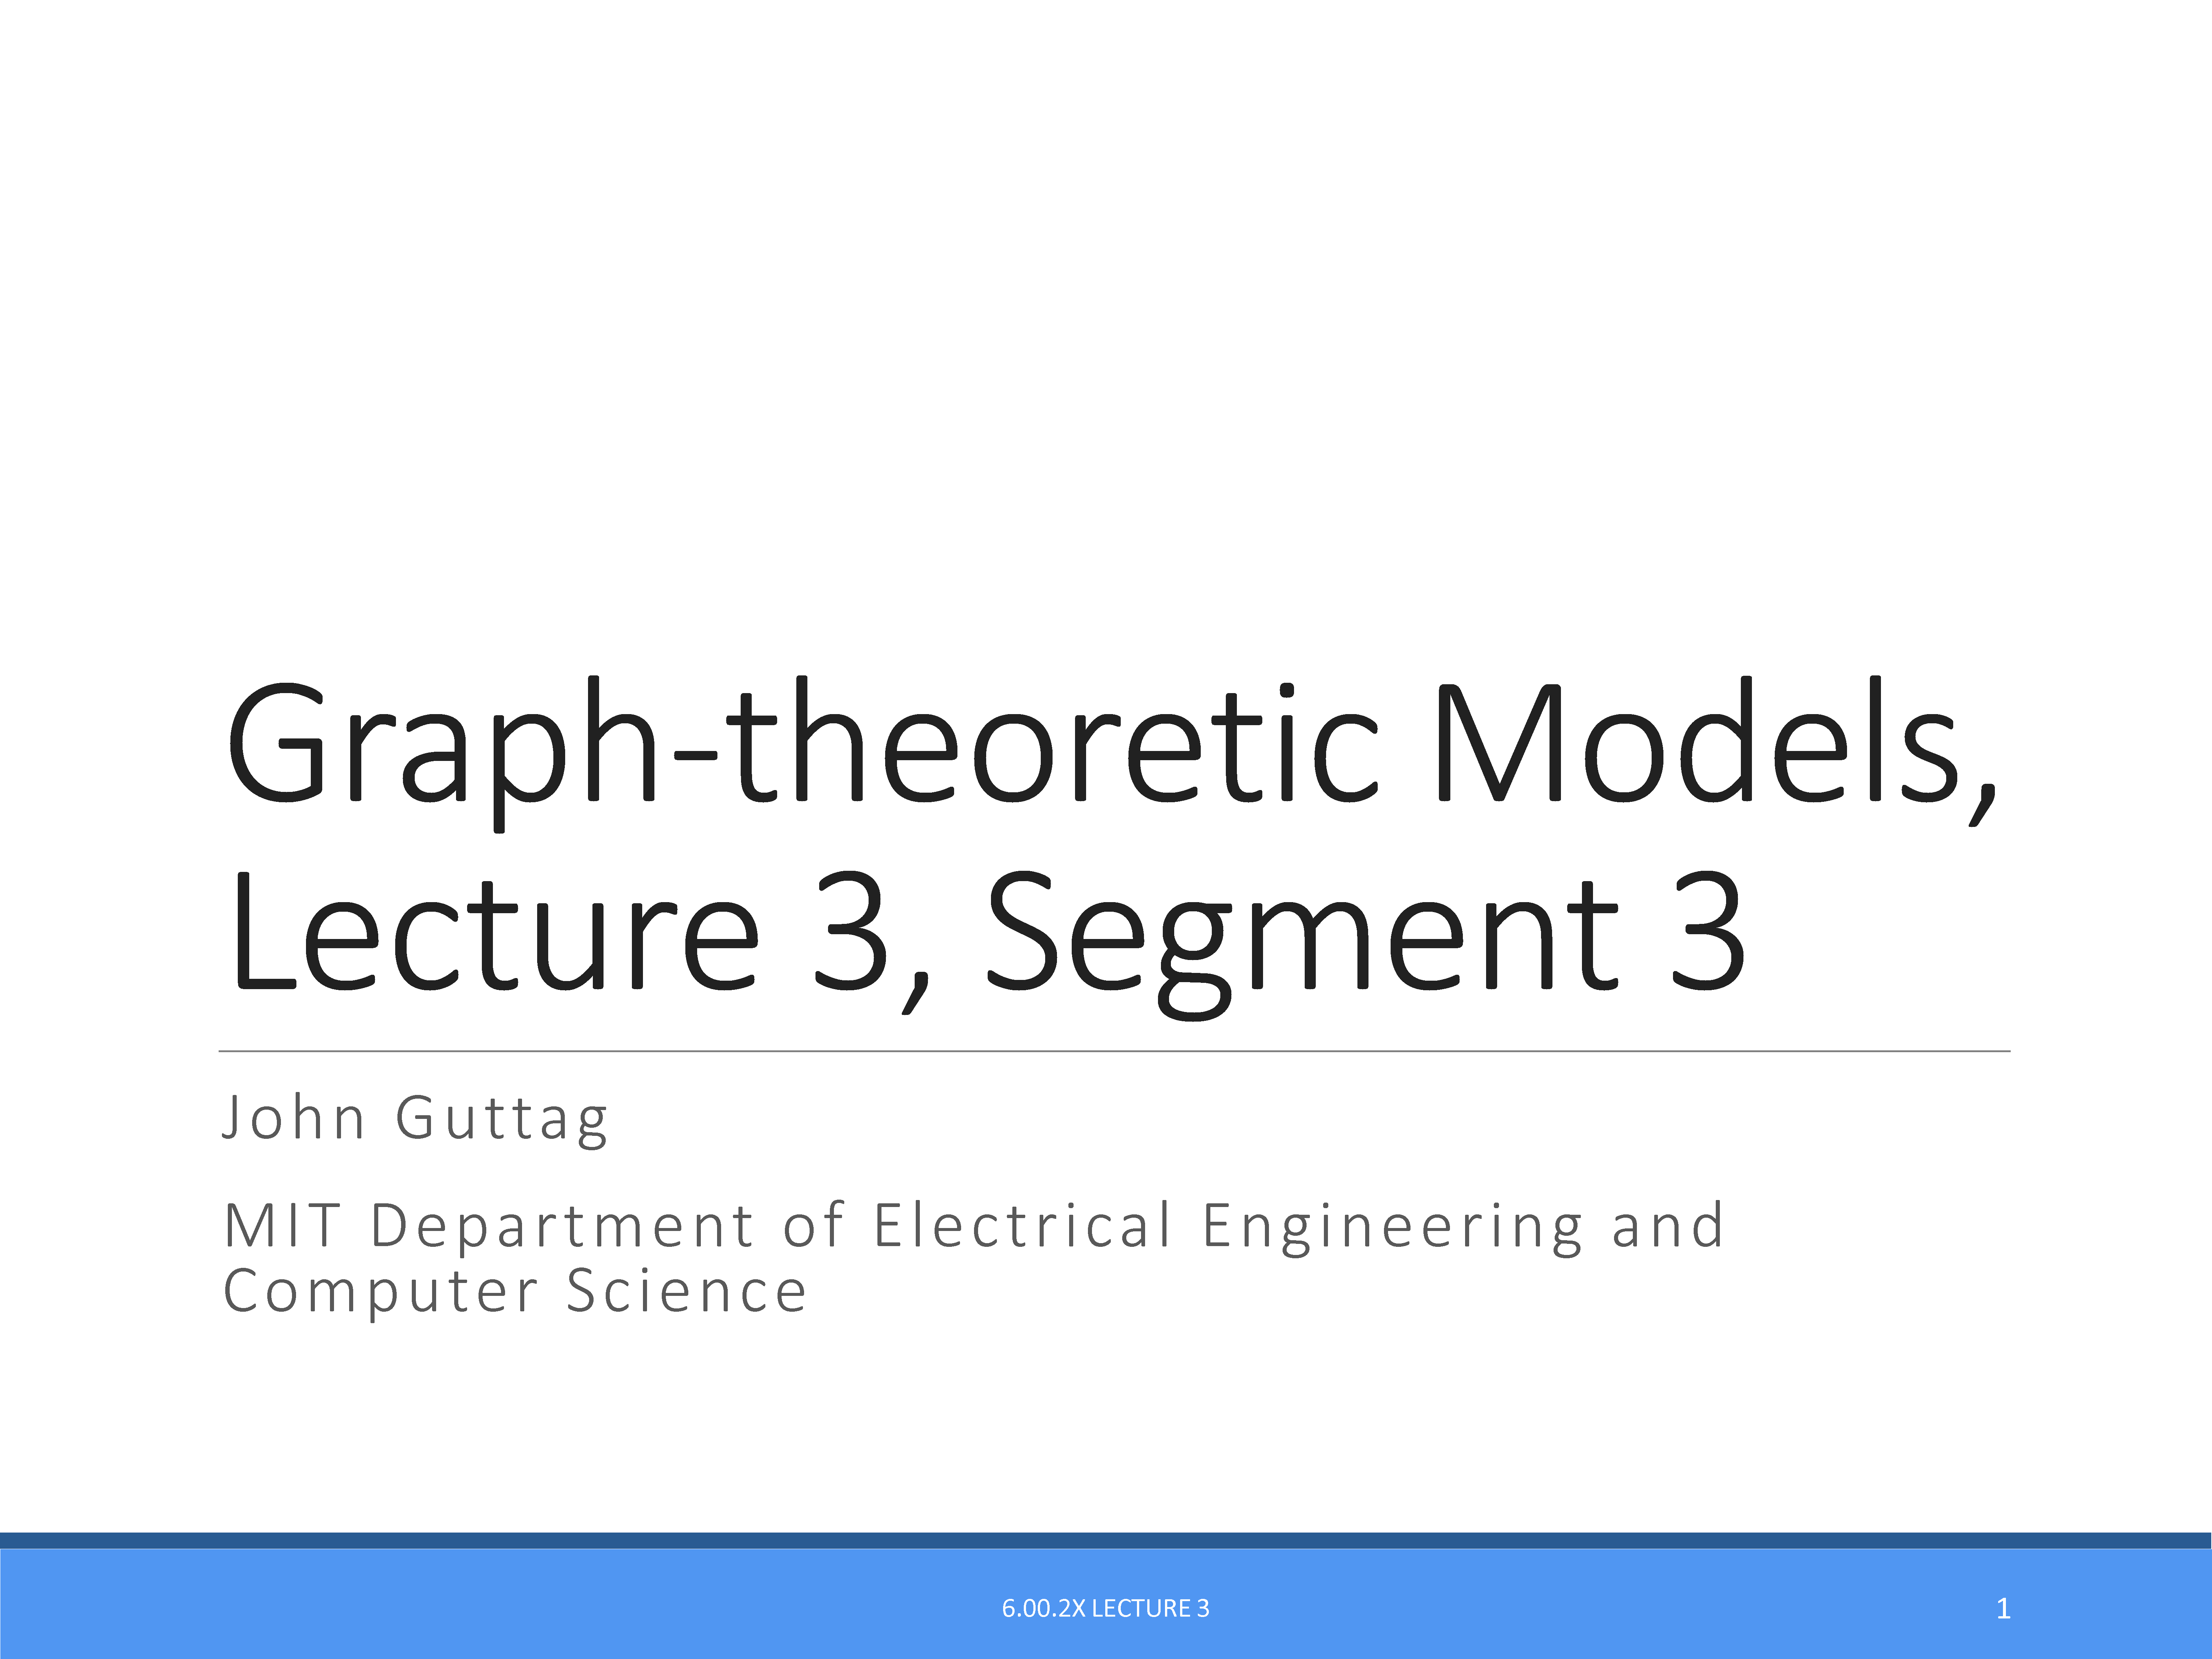 Graph-theoretic Models,
Lecture 3, Segment 3
John Guttag
MIT Department of Electrical Engineering and
Computer Science
6.00.2X LECTURE 3
1